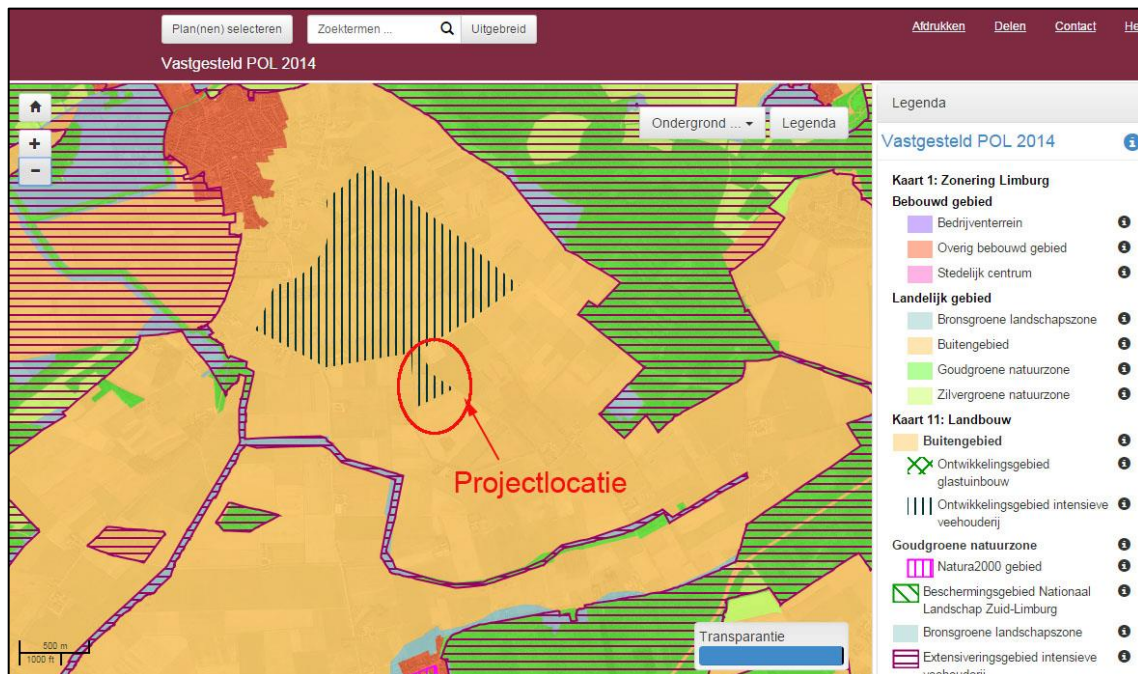 Plan(nen) selecteren
Zoektermen ...
Uitgebreid
Afdrukken
Delen
Contact
He
Vastgesteld POL 2014
Ondergrond ...
Legenda
Legenda
Vastgesteld POL 2014
Kaart 1: Zonering Limburg
Bebouwd gebied
Bedrijventerrein
Overig bebouwd gebied
Stedelijk centrum
Landelijk gebied
Bronsgroene landschapszone
Buitengebied
Goudgroene natuurzone
Zilvergroene natuurzone
Kaart 11: Landbouw
Buitengebied
Ontwikkelingsgebied
glastuinbouw
Ontwikkelingsgebied intensieve
veehouderij
Goudgroene natuurzone
Natura2000 gebied
Beschermingsgebied Nationaal
Landschap Zuid-Limburg
Bronsgroene landschapszone
Extensiveringsgebied intensieve
veehouderij
Projectlocatie
Transparantie
500 m
1000 ft